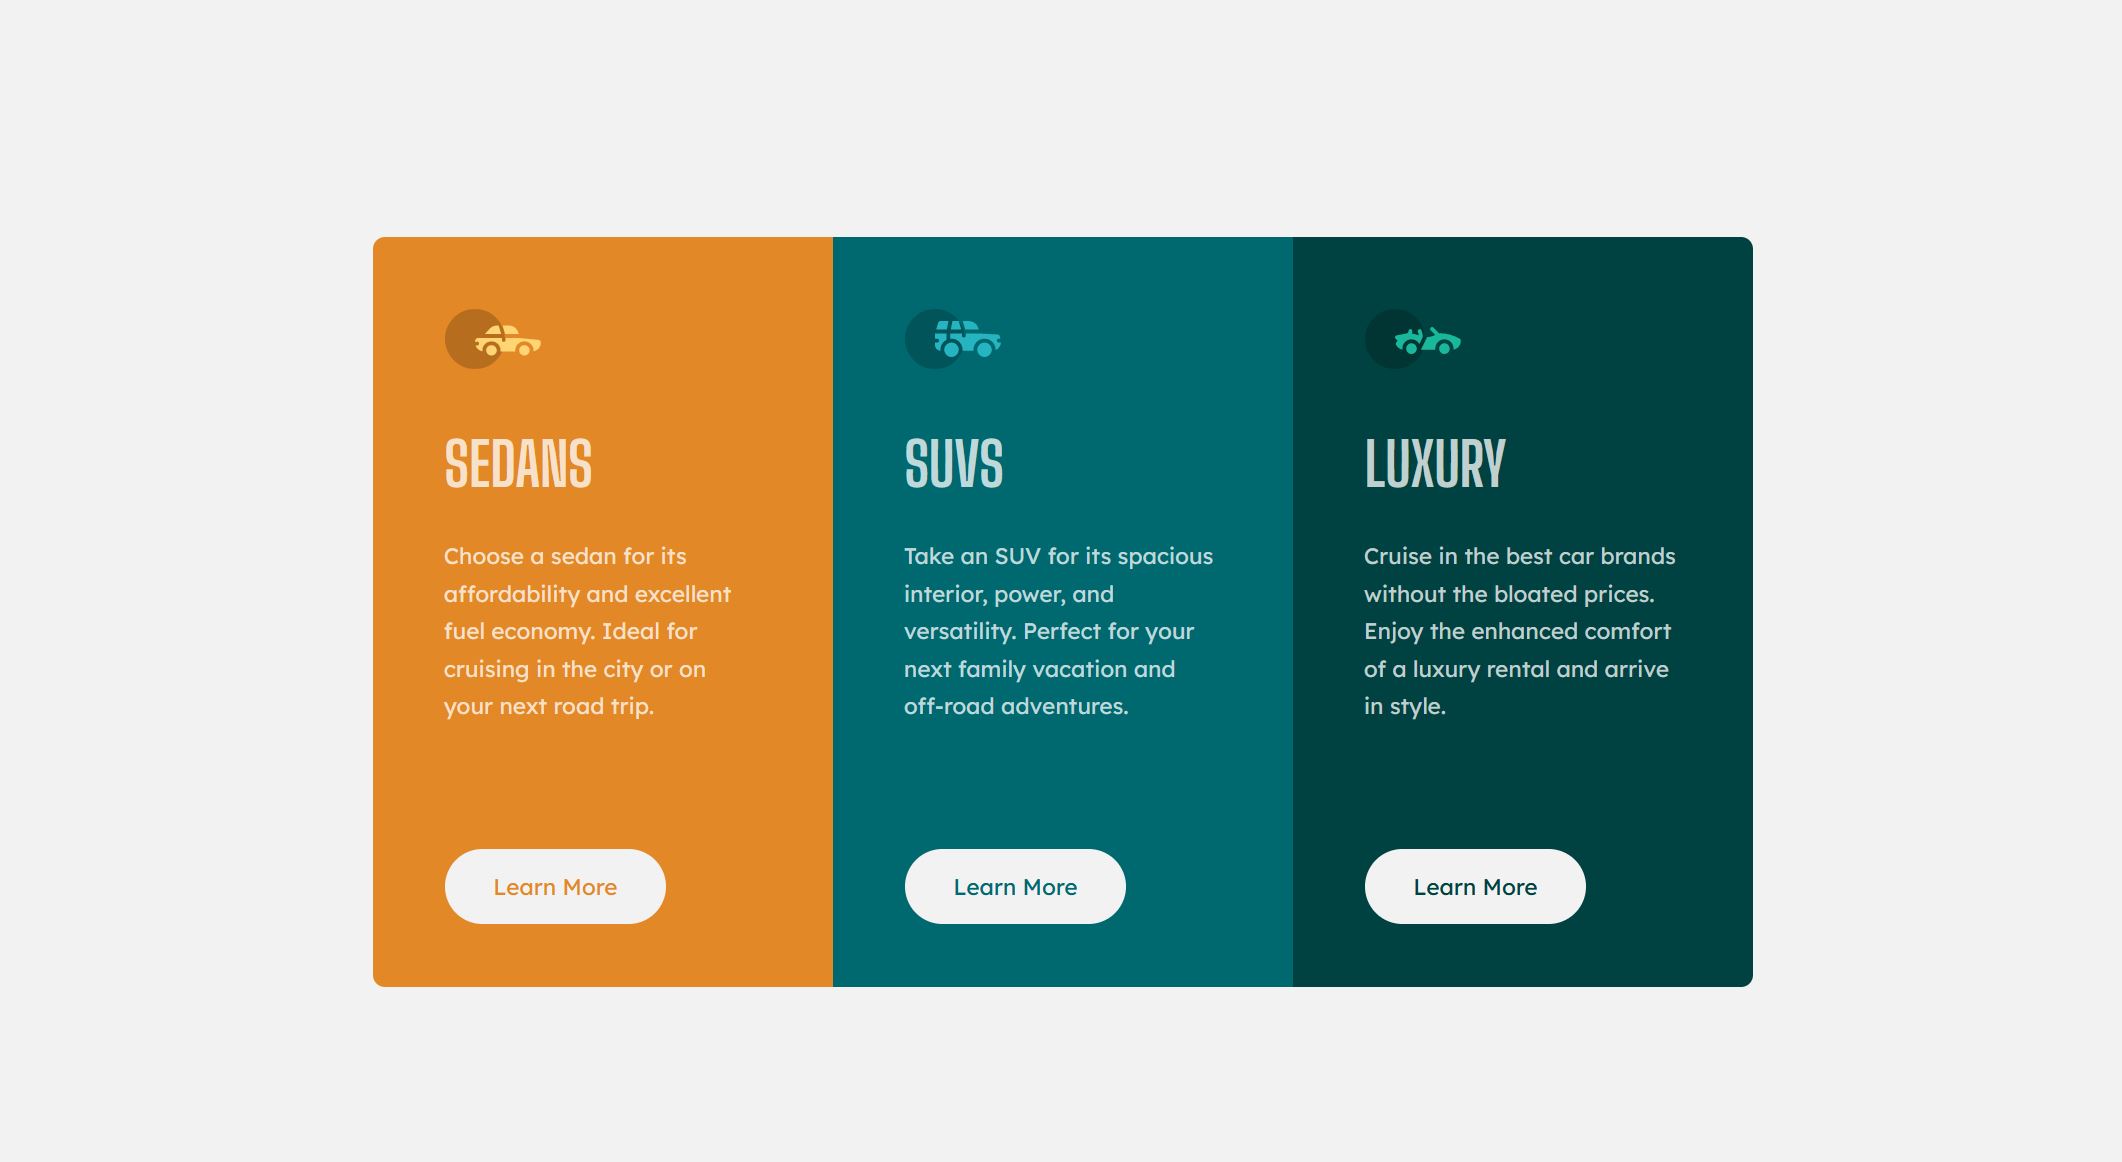 SEDANS
Choose a sedan for its
affordability and excellent
fuel economy. Ideal for
cruising in the city or on
your next road trip.
Learn More
SUVS
Take an SUV for its spacious
interior, power, and
versatility. Perfect for your
next family vacation and
off-road adventures.
Learn More
LUXURY
Cruise in the best car brands
without the bloated prices.
Enjoy the enhanced comfort
of a luxury rental and arrive
in style.
Learn More